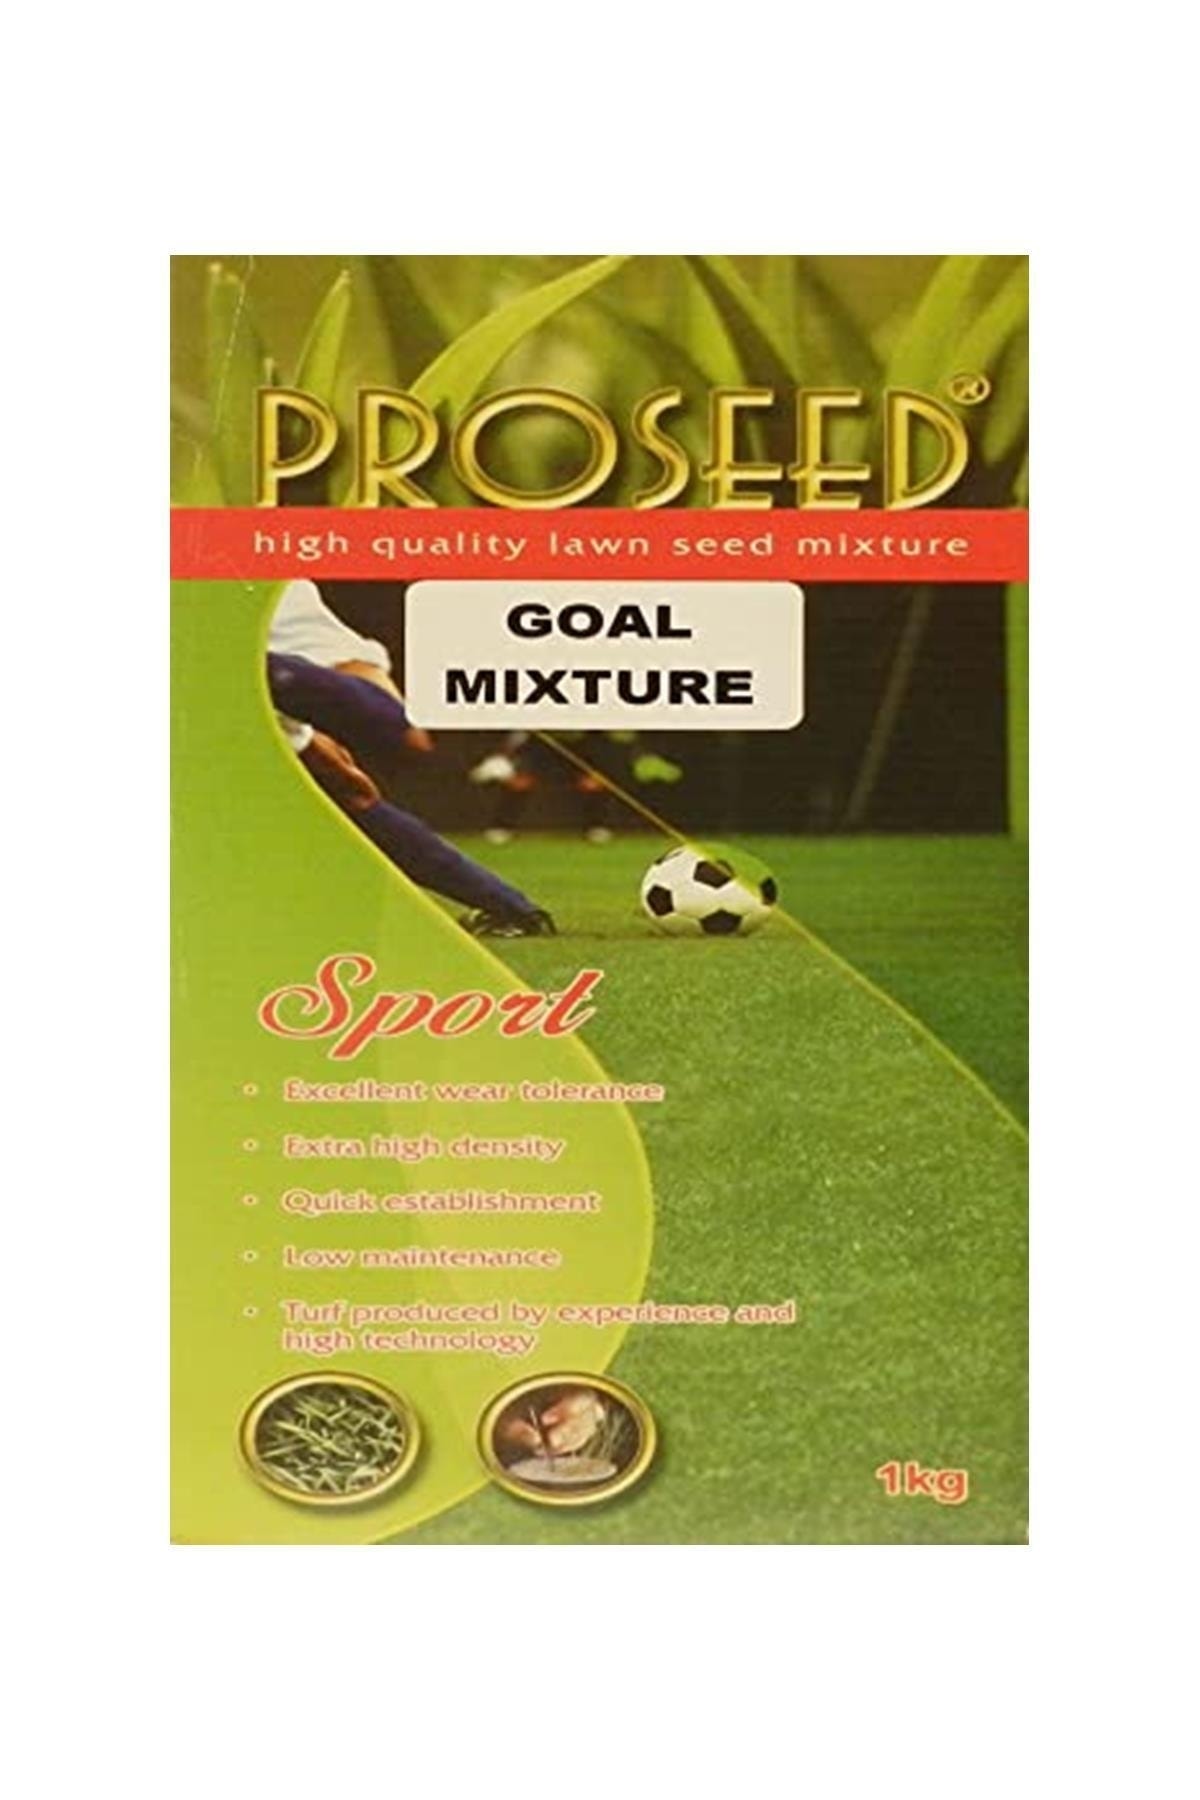 PROSEED®
high quality lawn seed mixture
GOAL
MIXTURE
Sport
• Excellent wear tolerance
• Extra high density
• Quick establishment
• Low maintenance
• Turf produced by experience and
high technology
1kg